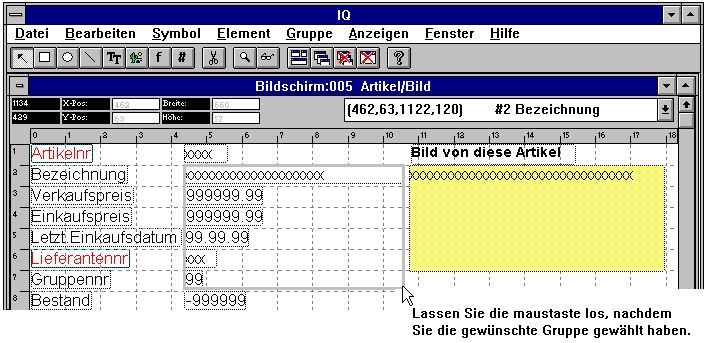 IQ
Datei Bearbeiten Symbol Element Gruppe Anzeigen Fenster Hilfe
TT f # ?
Bildschirm:005 Artikel/Bild
1134 X-Pos: 462 Breite: 660
429 Y-Pos: 63 Höhe: 57
(462,63,1122,120) #2 Bezeichnung
0 1 2 3 4 5 6 7 8 9 10 11 12 13 14 15 16 17 18
1 Artikelnr xxxx Bild von diese Artikel
2 Bezeichnung xxxxxxxxxxxxxxxxxxxx xxxxxxxxxxxxxxxxxxxxxxxxxxxxxxxx
3 Verkaufspreis 999999.99
4 Einkaufspreis 999999.99
5 Letzt.Einkaufsdatum 99.99.99
6 Lieferantennr xxx
7 Gruppennr 99
8 Bestand -999999
Lassen Sie die maustaste los, nachdem
Sie die gewünschte Gruppe gewählt haben.